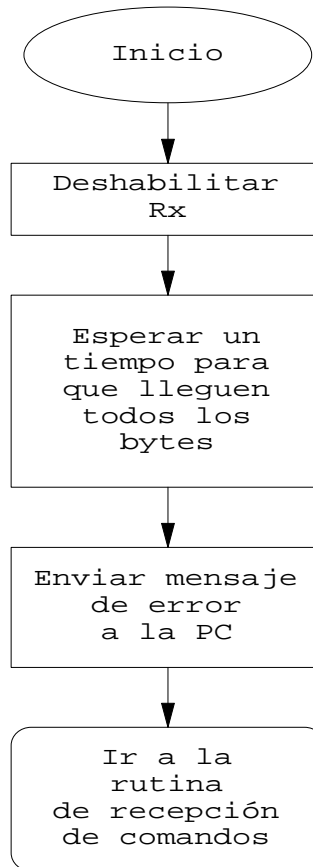 Inicio
Deshabilitar
Rx
Esperar un
tiempo para
que lleguen
todos los
bytes
Enviar mensaje
de error
a la PC
Ir a la
rutina
de recepción
de comandos